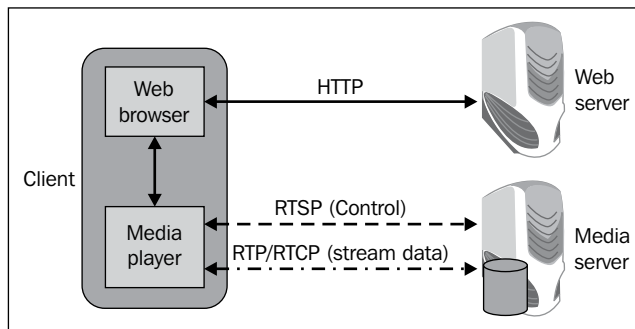 Web
browser
HTTP
Web
server
Client
Media
player
RTSP (Control)
RTP/RTCP (stream data)
Media
server